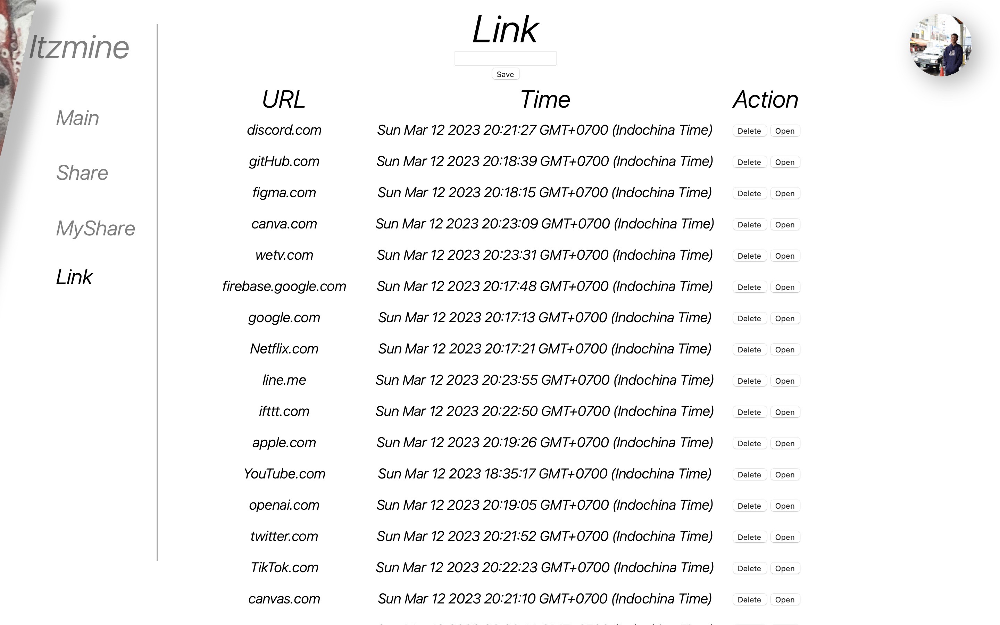 Itzmine
Main
Share
MyShare
Link
Link
Save
URL Time Action
discord.com Sun Mar 12 2023 20:21:27 GMT+0700 (Indochina Time) Delete Open
gitHub.com Sun Mar 12 2023 20:18:39 GMT+0700 (Indochina Time) Delete Open
figma.com Sun Mar 12 2023 20:18:15 GMT+0700 (Indochina Time) Delete Open
canva.com Sun Mar 12 2023 20:23:09 GMT+0700 (Indochina Time) Delete Open
wetv.com Sun Mar 12 2023 20:23:31 GMT+0700 (Indochina Time) Delete Open
firebase.google.com Sun Mar 12 2023 20:17:48 GMT+0700 (Indochina Time) Delete Open
google.com Sun Mar 12 2023 20:17:13 GMT+0700 (Indochina Time) Delete Open
Netflix.com Sun Mar 12 2023 20:17:21 GMT+0700 (Indochina Time) Delete Open
line.me Sun Mar 12 2023 20:23:55 GMT+0700 (Indochina Time) Delete Open
ifttt.com Sun Mar 12 2023 20:22:50 GMT+0700 (Indochina Time) Delete Open
apple.com Sun Mar 12 2023 20:19:26 GMT+0700 (Indochina Time) Delete Open
YouTube.com Sun Mar 12 2023 18:35:17 GMT+0700 (Indochina Time) Delete Open
openai.com Sun Mar 12 2023 20:19:05 GMT+0700 (Indochina Time) Delete Open
twitter.com Sun Mar 12 2023 20:21:52 GMT+0700 (Indochina Time) Delete Open
TikTok.com Sun Mar 12 2023 20:22:23 GMT+0700 (Indochina Time) Delete Open
canvas.com Sun Mar 12 2023 20:21:10 GMT+0700 (Indochina Time) Delete Open